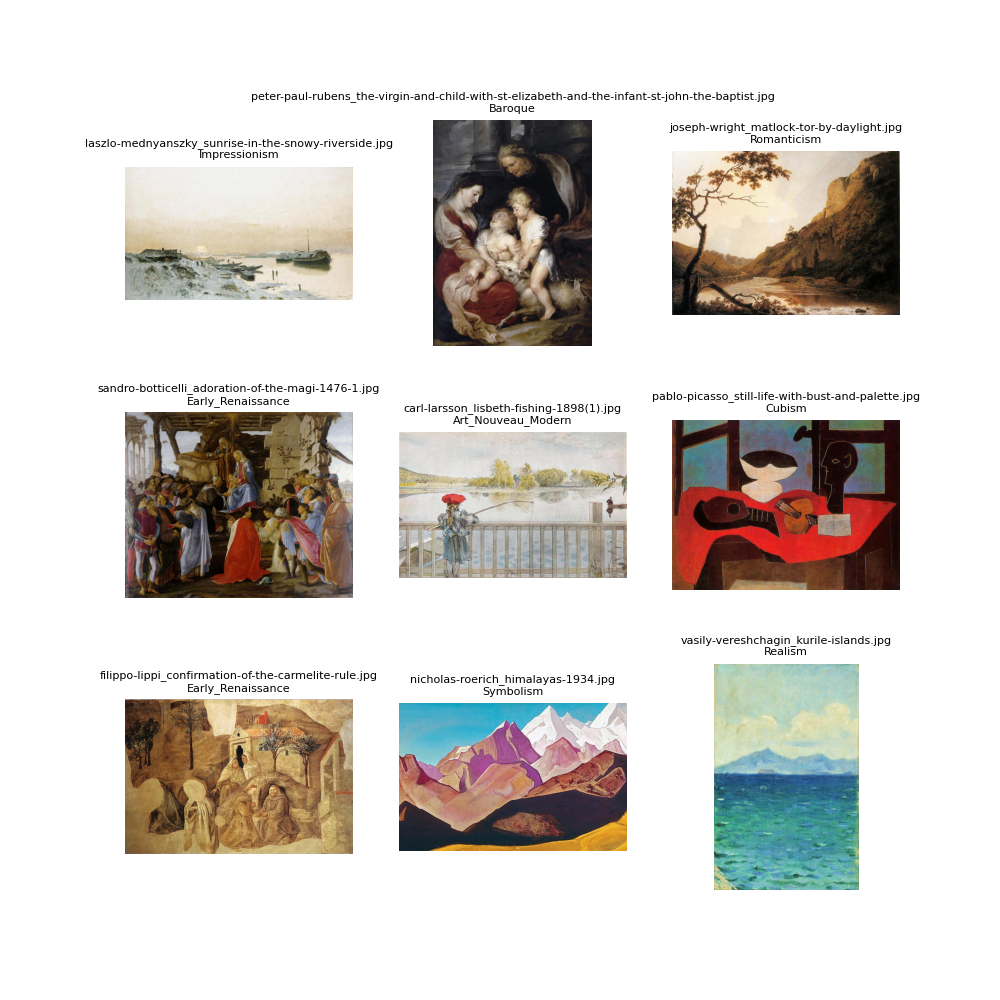 peter-paul-rubens_the-virgin-and-child-with-st-elizabeth-and-the-infant-st-john-the-baptist.jpg
Baroque
joseph-wright_matlock-tor-by-daylight.jpg
Romanticism
laszlo-mednyanszky_sunrise-in-the-snowy-riverside.jpg
Impressionism
sandro-botticelli_adoration-of-the-magi-1476-1.jpg
Early_Renaissance
carl-larsson_lisbeth-fishing-1898(1).jpg
Art_Nouveau_Modern
pablo-picasso_still-life-with-bust-and-palette.jpg
Cubism
filippo-lippi_confirmation-of-the-carmelite-rule.jpg
Early_Renaissance
nicholas-roerich_himalayas-1934.jpg
Symbolism
vasily-vereshchagin_kurile-islands.jpg
Realism